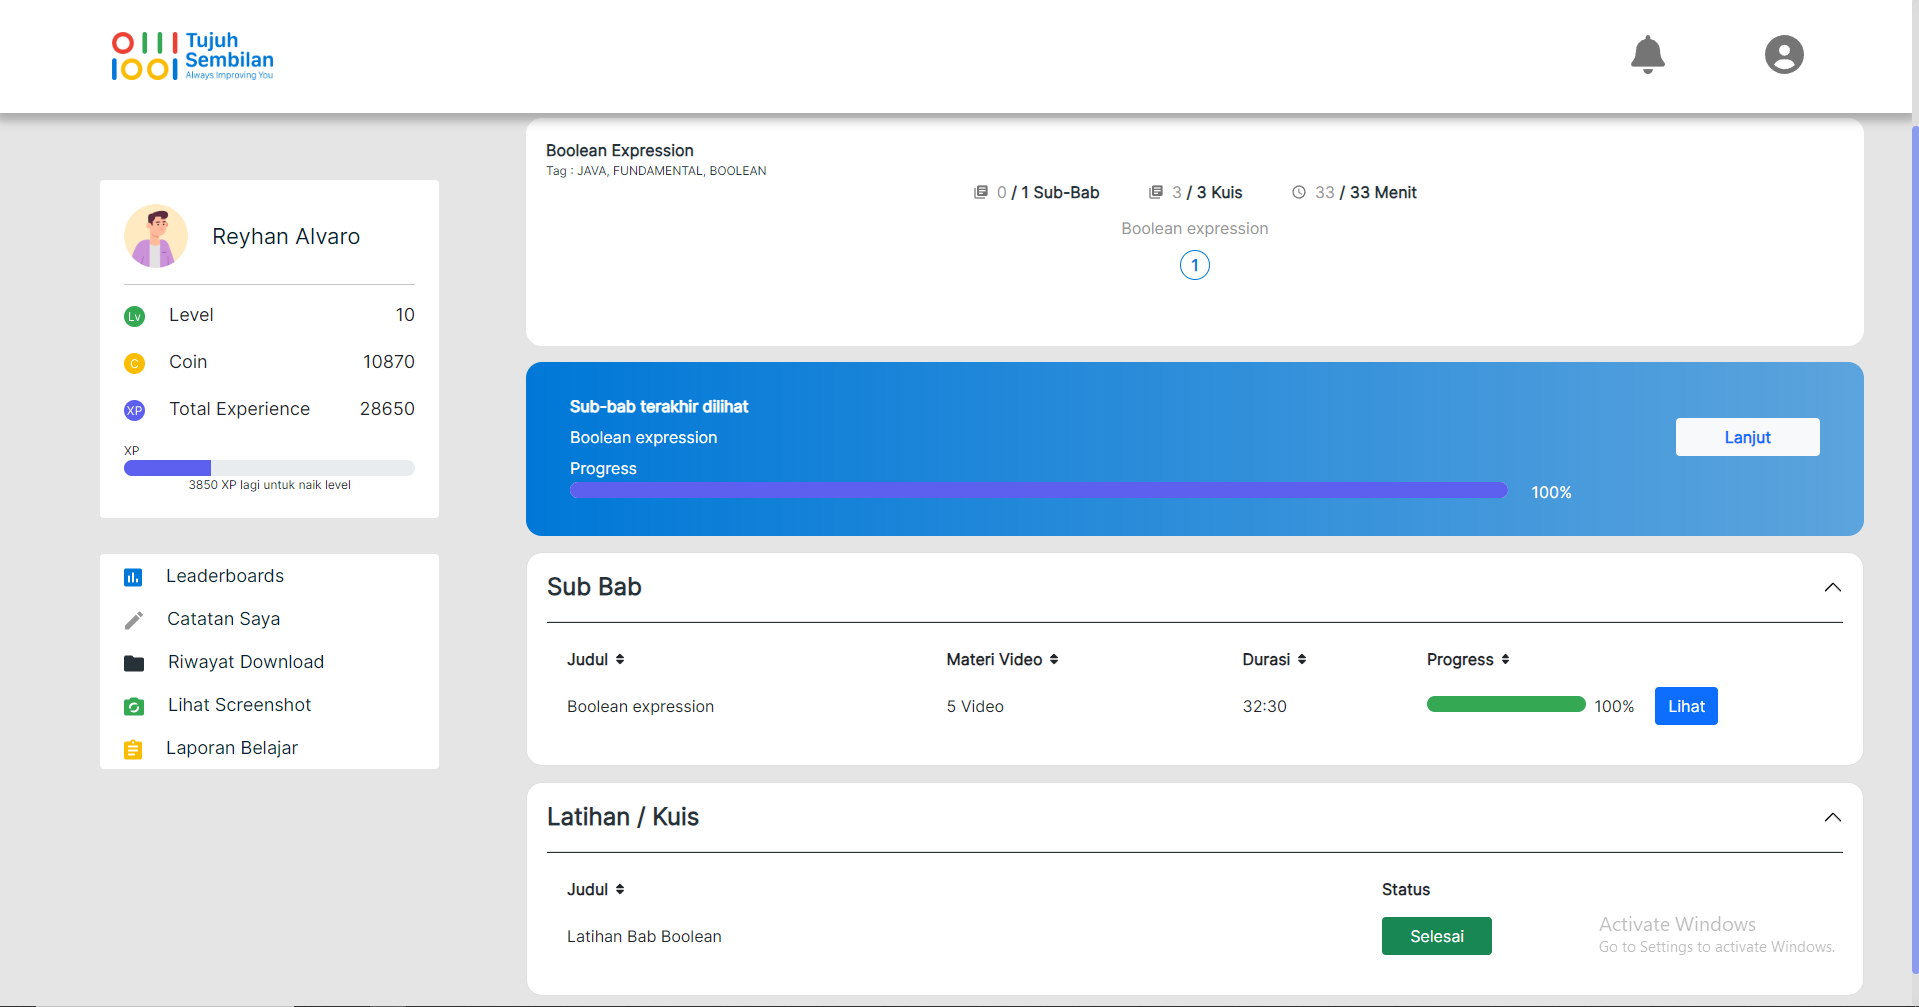 Tujuh
Sembilan
Always Improving You
Reyhan Alvaro
Lv Level 10
C Coin 10870
XP Total Experience 28650
XP
3850 XP lagi untuk naik level
Leaderboards
Catatan Saya
Riwayat Download
Lihat Screenshot
Laporan Belajar
Boolean Expression
Tag : JAVA, FUNDAMENTAL, BOOLEAN
0 / 1 Sub-Bab 3 / 3 Kuis 33 / 33 Menit
Boolean expression
1
Sub-bab terakhir dilihat
Boolean expression
Progress
100%
Lanjut
Sub Bab
Judul Materi Video Durasi Progress
Boolean expression 5 Video 32:30 100% Lihat
Latihan / Kuis
Judul Status
Latihan Bab Boolean Selesai
Activate Windows
Go to Settings to activate Windows.